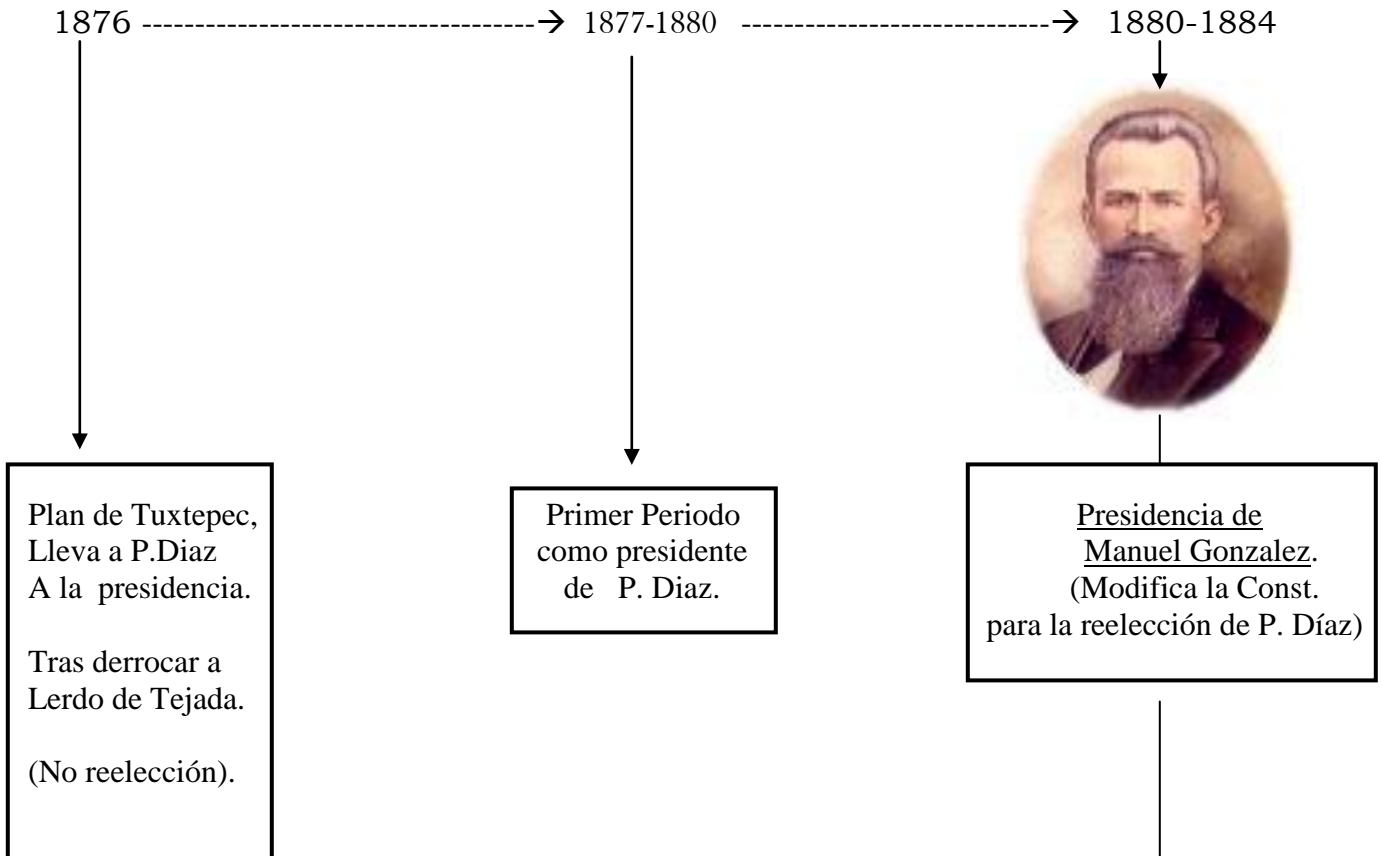 1876 ----------------------------------→ 1877-1880 ---------------------------→ 1880-1884
Plan de Tuxtepec,
Lleva a P.Diaz
A la presidencia.
Tras derrocar a
Lerdo de Tejada.
(No reelección).
Primer Periodo
como presidente
de P. Diaz.
Presidencia de
Manuel Gonzalez.
(Modifica la Const.
para la reelección de P. Díaz)